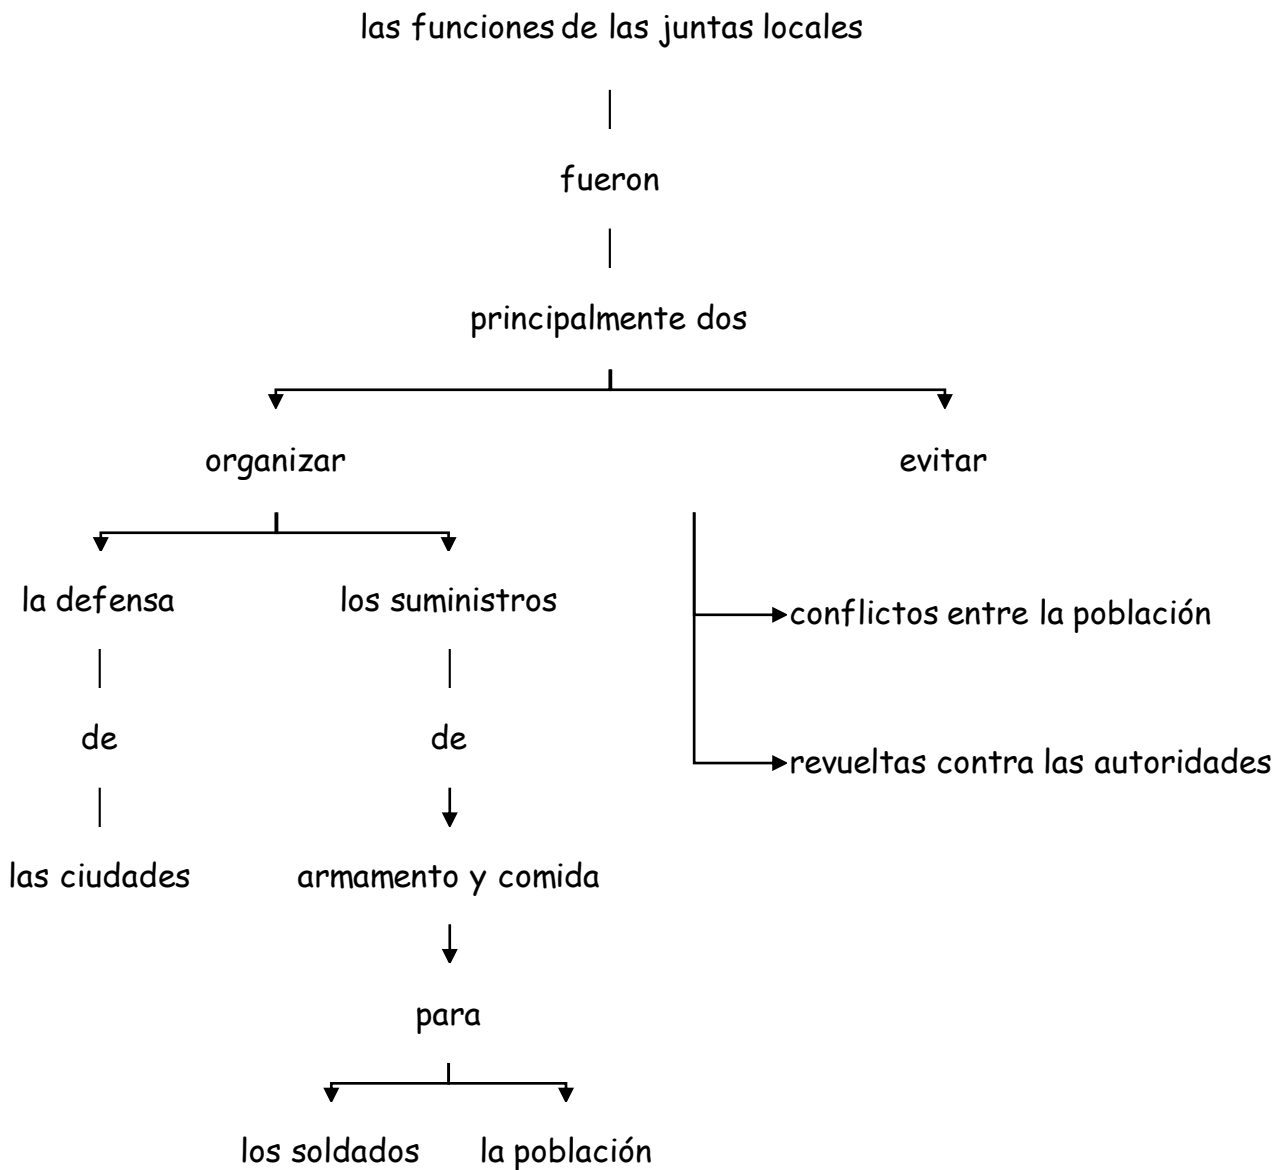 las funciones de las juntas locales
fueron
principalmente dos
organizar
evitar
la defensa
los suministros
conflictos entre la población
de
de
revueltas contra las autoridades
las ciudades
armamento y comida
para
los soldados
la población